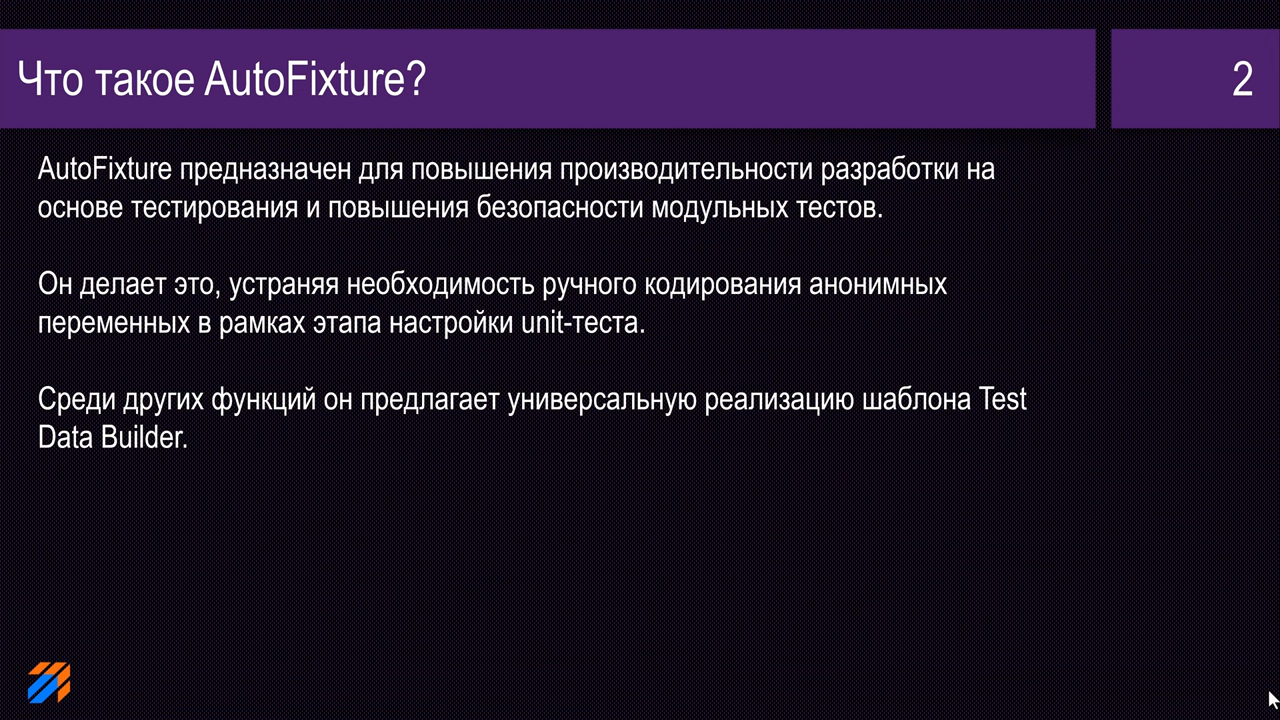 Что такое AutoFixture?
2
AutoFixture предназначен для повышения производительности разработки на
основе тестирования и повышения безопасности модульных тестов.
Он делает это, устраняя необходимость ручного кодирования анонимных
переменных в рамках этапа настройки unit-теста.
Среди других функций он предлагает универсальную реализацию шаблона Test
Data Builder.